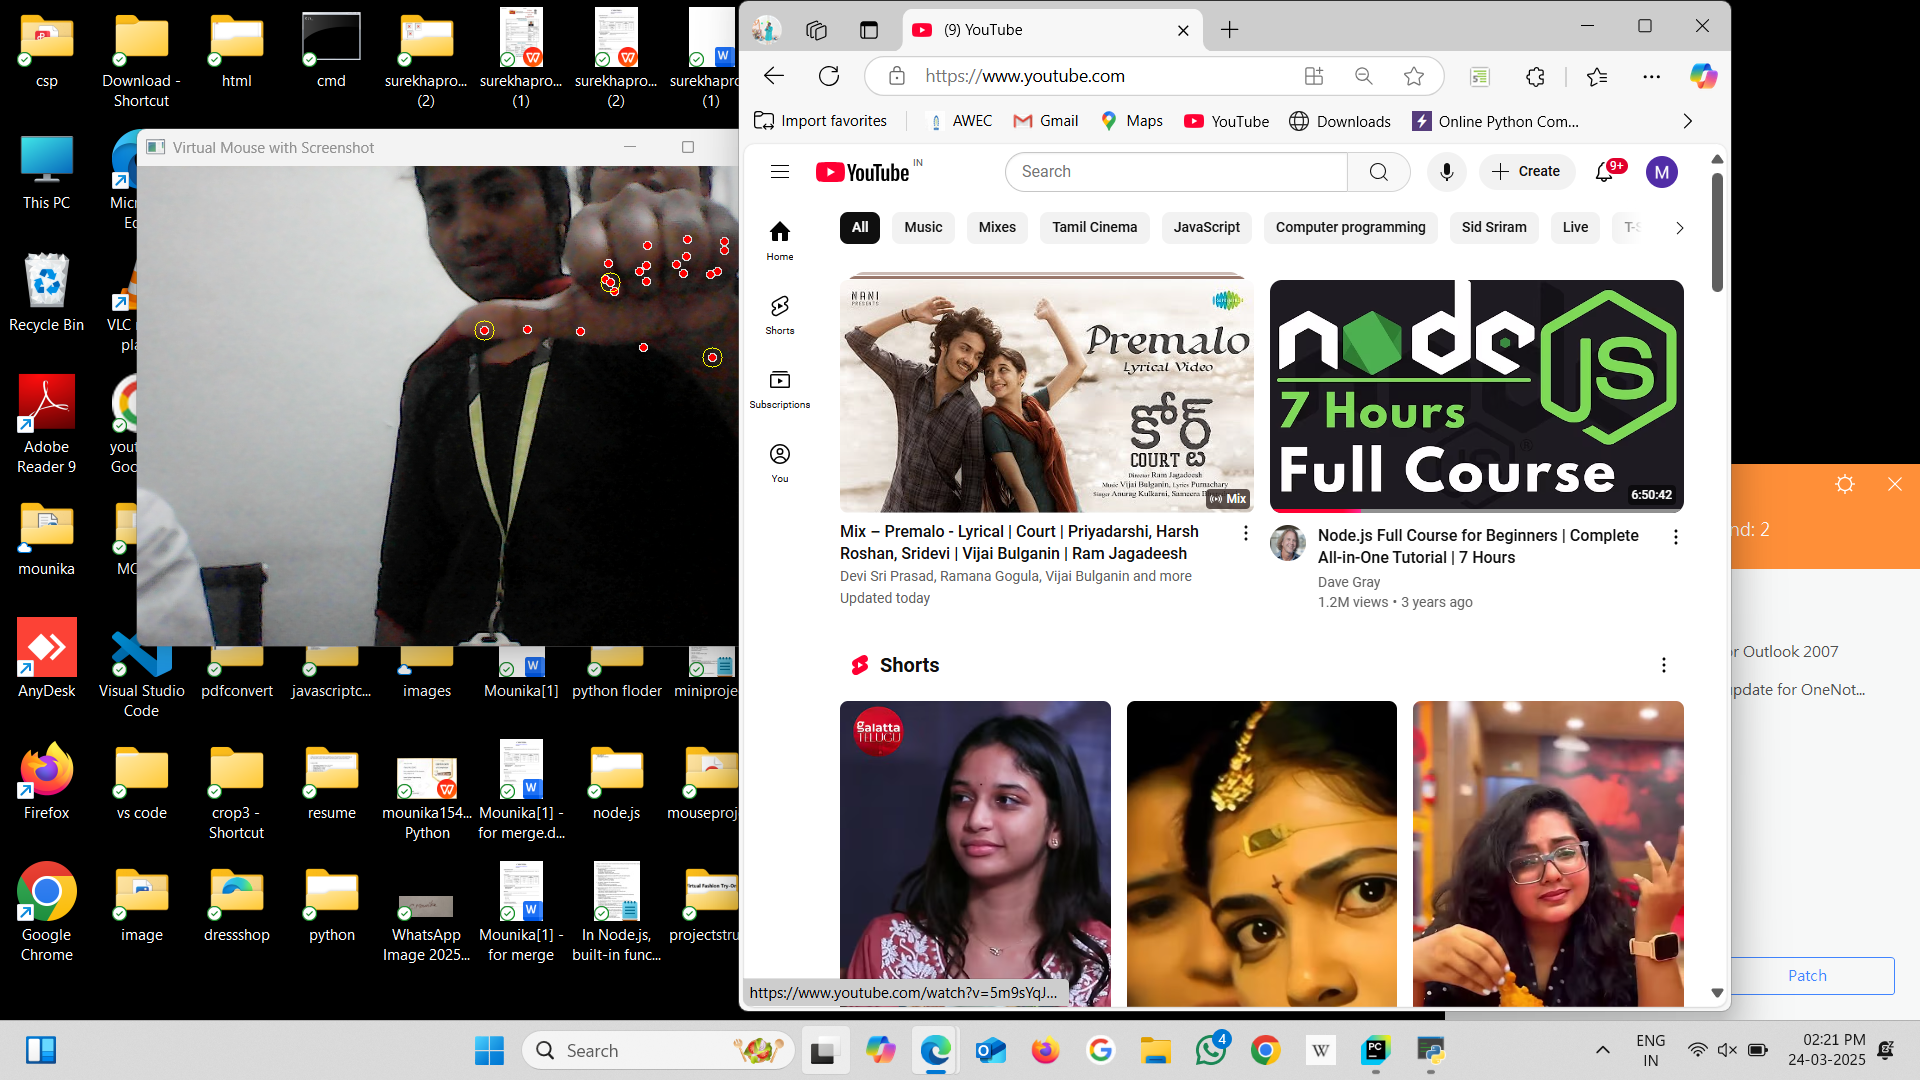 csp
Download -
Shortcut
html
cmd
surekhapro...
(2)
surekhapro...
(1)
surekhapro...
(2)
surekhapro
(1)
This PC
Recycle Bin
Adobe
Reader 9
mounika
AnyDesk
Visual Studio
Code
pdfconvert
javascriptc...
images
Mounika[1]
python floder
miniproje
Firefox
vs code
crop3 -
Shortcut
resume
mounika154...
Python
Mounika[1] -
for merge.d...
node.js
mouseproj
Google
Chrome
image
dressshop
python
WhatsApp
Image 2025...
Mounika[1] -
for merge
In Node.js,
built-in func...
projectstru
Virtual Mouse with Screenshot
(9) YouTube
https://www.youtube.com
Import favorites
AWEC
Gmail
Maps
YouTube
Downloads
Online Python Com...
YouTube IN
Search
Create
9+
M
All
Music
Mixes
Tamil Cinema
JavaScript
Computer programming
Sid Sriram
Live
Home
Shorts
Subscriptions
You
NANI
PRESENTS
Premalo
Lyrical Video
కోర్ట్
COURT
Director Ram Jagadeesh
Mix
node
JS
7 Hours
Full Course
6:50:42
Mix – Premalo - Lyrical | Court | Priyadarshi, Harsh
Roshan, Sridevi | Vijai Bulganin | Ram Jagadeesh
Devi Sri Prasad, Ramana Gogula, Vijai Bulganin and more
Updated today
Node.js Full Course for Beginners | Complete
All-in-One Tutorial | 7 Hours
Dave Gray
1.2M views • 3 years ago
Shorts
galatta
TELUGU
https://www.youtube.com/watch?v=5m9sYqJ...
nd: 2
r Outlook 2007
pdate for OneNot...
Patch
Search
4
ENG
IN
02:21 PM
24-03-2025